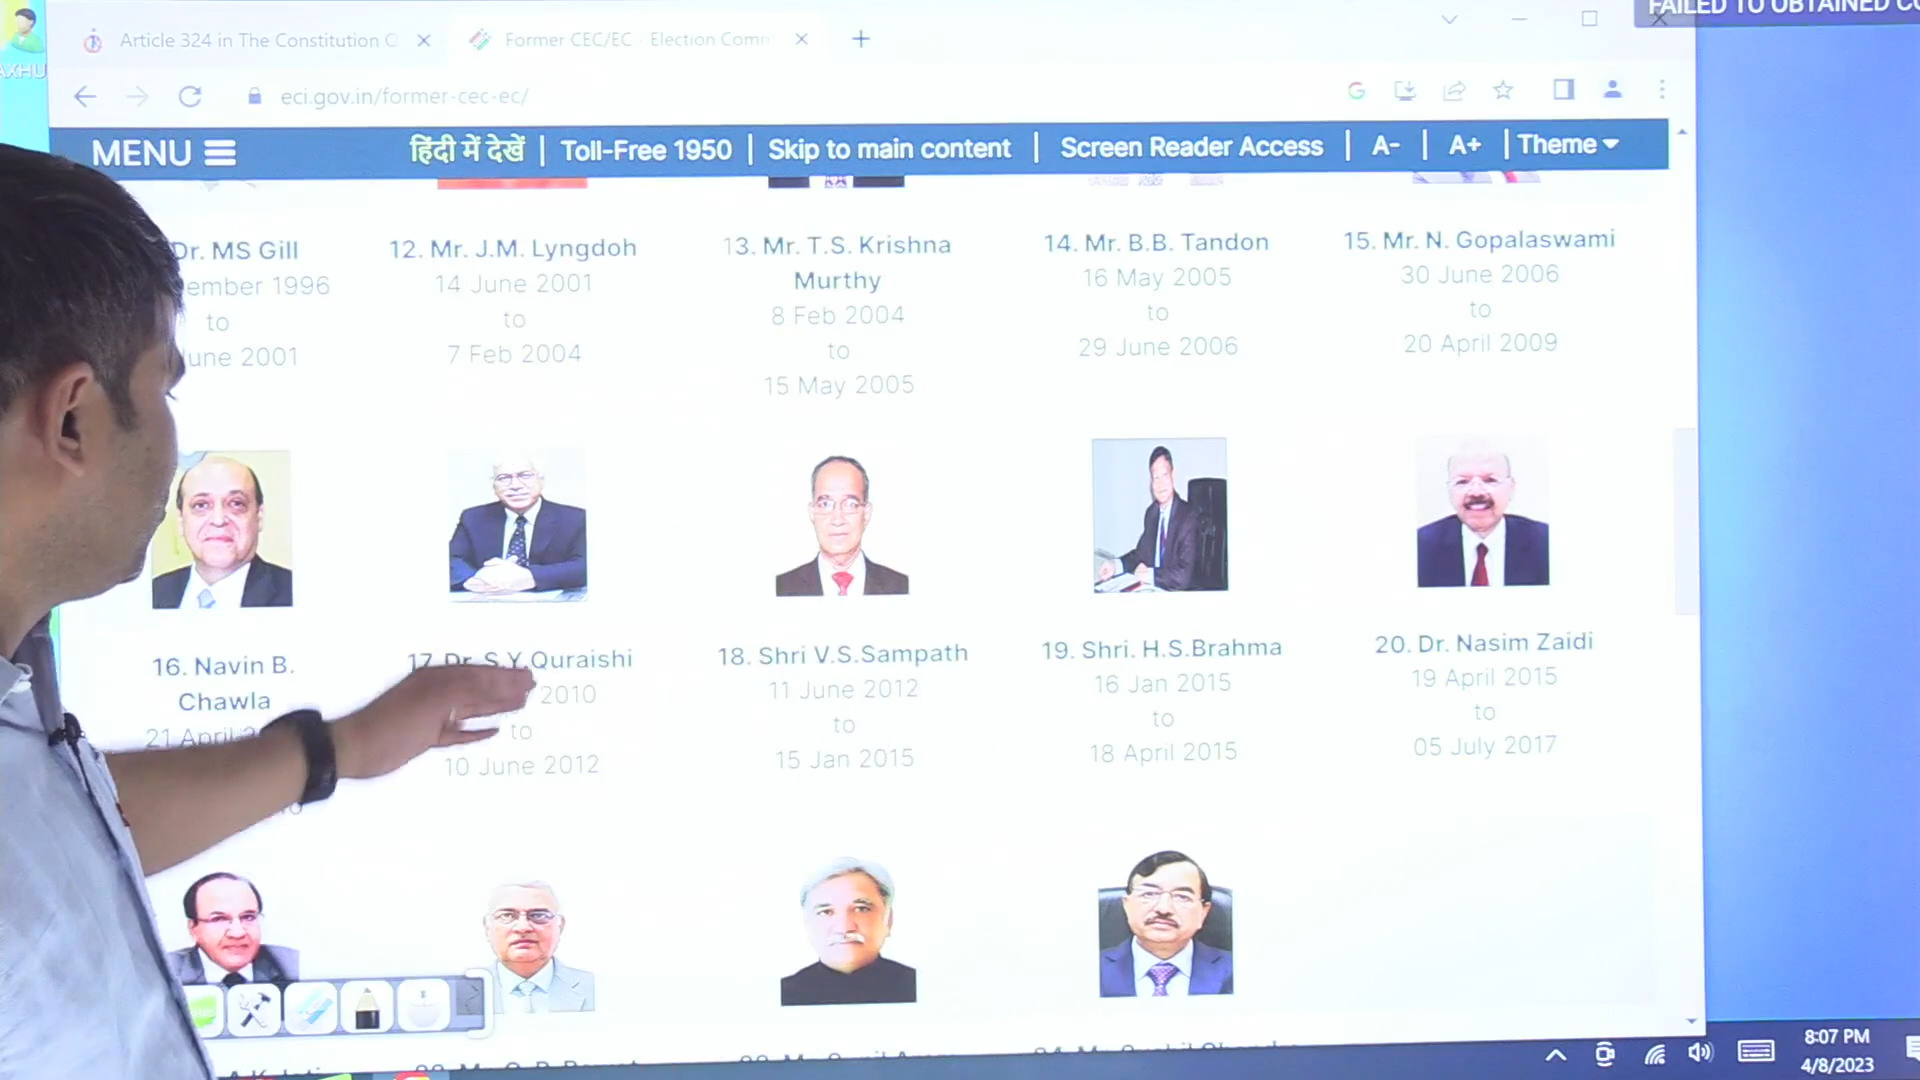 FAILED TO OBTAINED
Article 324 in The Constitution O
Former CEC/EC - Election Comm
AXHU
eci.gov.in/former-cec-ec/
MENU
हिंदी में देखें | Toll-Free 1950 | Skip to main content | Screen Reader Access | A- | A+ | Theme
Dr. MS Gill
ember 1996
to
June 2001
12. Mr. J.M. Lyngdoh
14 June 2001
to
7 Feb 2004
13. Mr. T.S. Krishna
Murthy
8 Feb 2004
to
15 May 2005
14. Mr. B.B. Tandon
16 May 2005
to
29 June 2006
15. Mr. N. Gopalaswami
30 June 2006
to
20 April 2009
16. Navin B.
Chawla
21 April
17. Dr. S.Y.Quraishi
2010
to
10 June 2012
18. Shri V.S.Sampath
11 June 2012
to
15 Jan 2015
19. Shri. H.S.Brahma
16 Jan 2015
to
18 April 2015
20. Dr. Nasim Zaidi
19 April 2015
to
05 July 2017
8:07 PM
4/8/2023